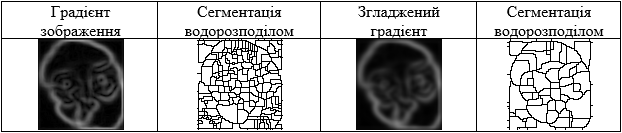 Градієнт
зображення
Сегментація
водорозподілом
Згладжений
градієнт
Сегментація
водорозподілом